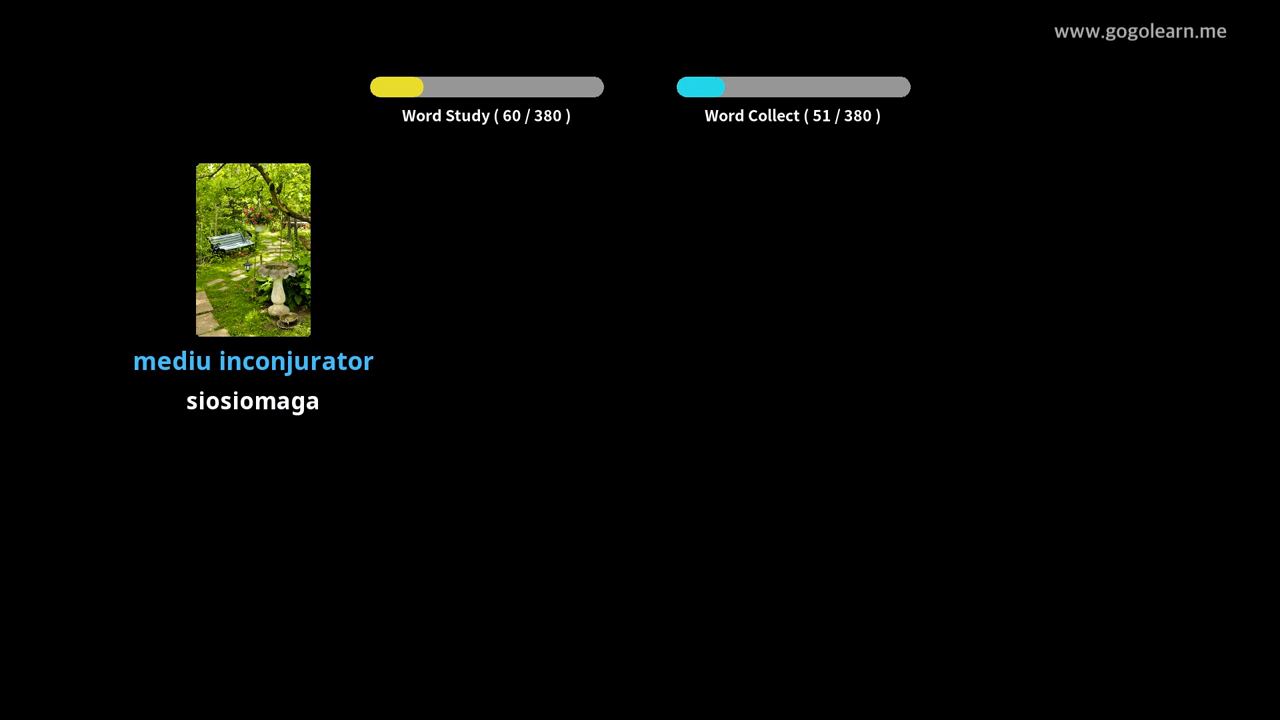 www.gogolearn.me
Word Study ( 60 / 380 )
Word Collect ( 51 / 380 )
mediu inconjurator
siosiomaga